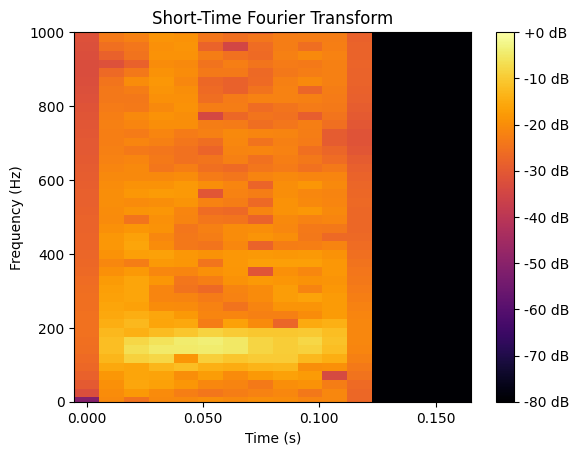 Short-Time Fourier Transform
1000
800
600
400
200
0
Frequency (Hz)
0.000
0.050
0.100
0.150
Time (s)
+0 dB
-10 dB
-20 dB
-30 dB
-40 dB
-50 dB
-60 dB
-70 dB
-80 dB